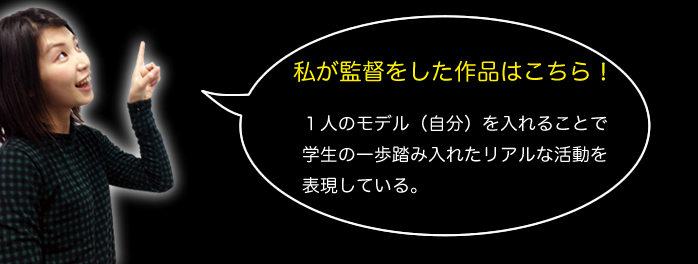 私が監督をした作品はこちら！
１人のモデル（自分）を入れることで
学生の一歩踏み入れたリアルな活動を
表現している。